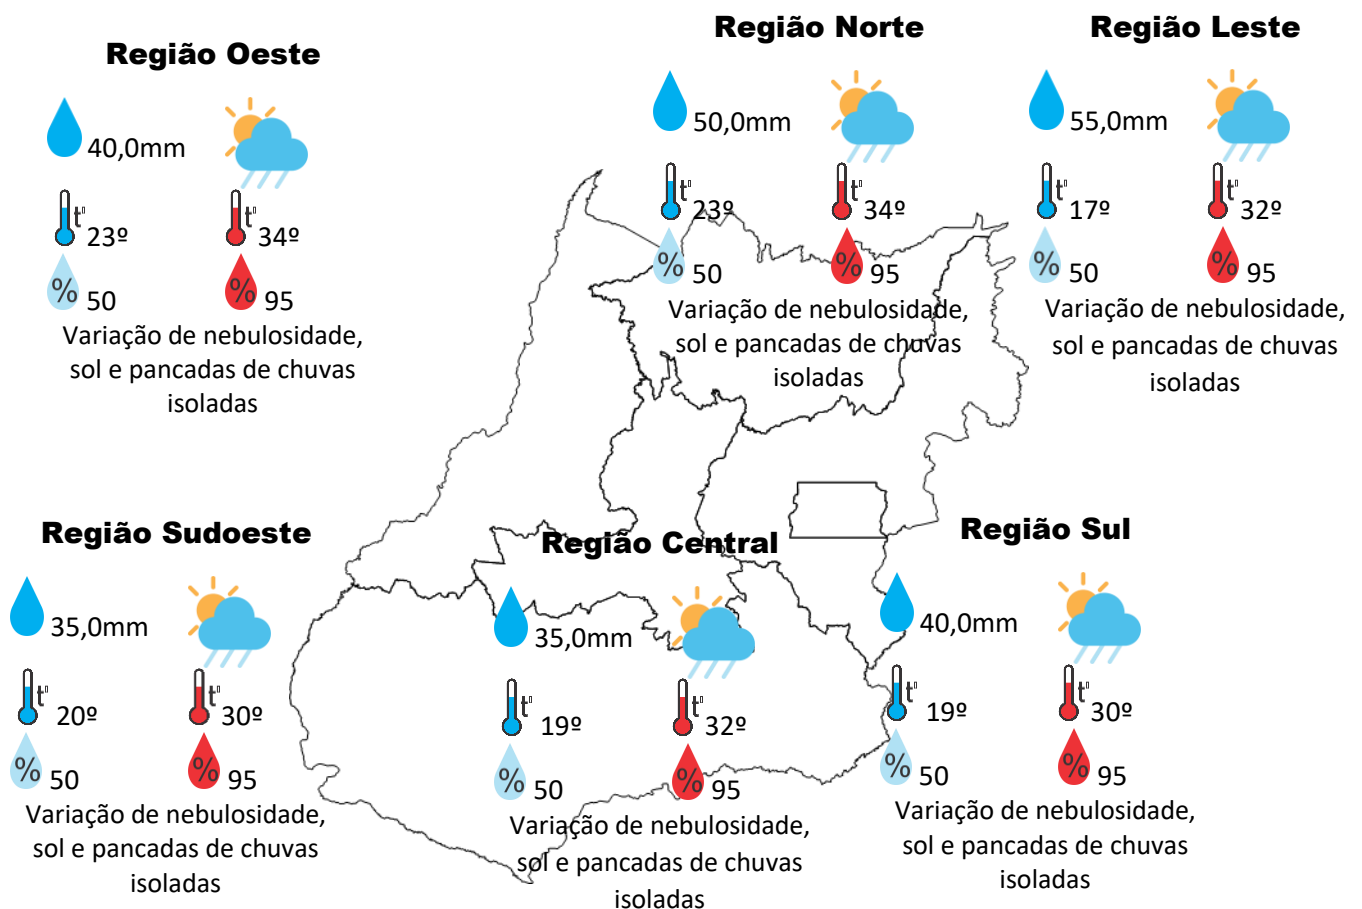 Região Oeste
40,0mm
t°
23º
34º
%
50
%
95
Variação de nebulosidade,
sol e pancadas de chuvas
isoladas
Região Norte
50,0mm
t°
23º
t°
34º
%
50
%
95
Variação de nebulosidade,
sol e pancadas de chuvas
isoladas
Região Leste
55,0mm
t°
17º
t°
32º
%
50
%
95
Variação de nebulosidade,
sol e pancadas de chuvas
isoladas
Região Sudoeste
35,0mm
t°
20º
t°
30º
%
50
%
95
Variação de nebulosidade,
sol e pancadas de chuvas
isoladas
Região Central
35,0mm
t°
19º
t°
32º
%
50
%
95
Variação de nebulosidade,
sol e pancadas de chuvas
isoladas
Região Sul
40,0mm
t°
19º
t°
30º
%
50
%
95
Variação de nebulosidade,
sol e pancadas de chuvas
isoladas